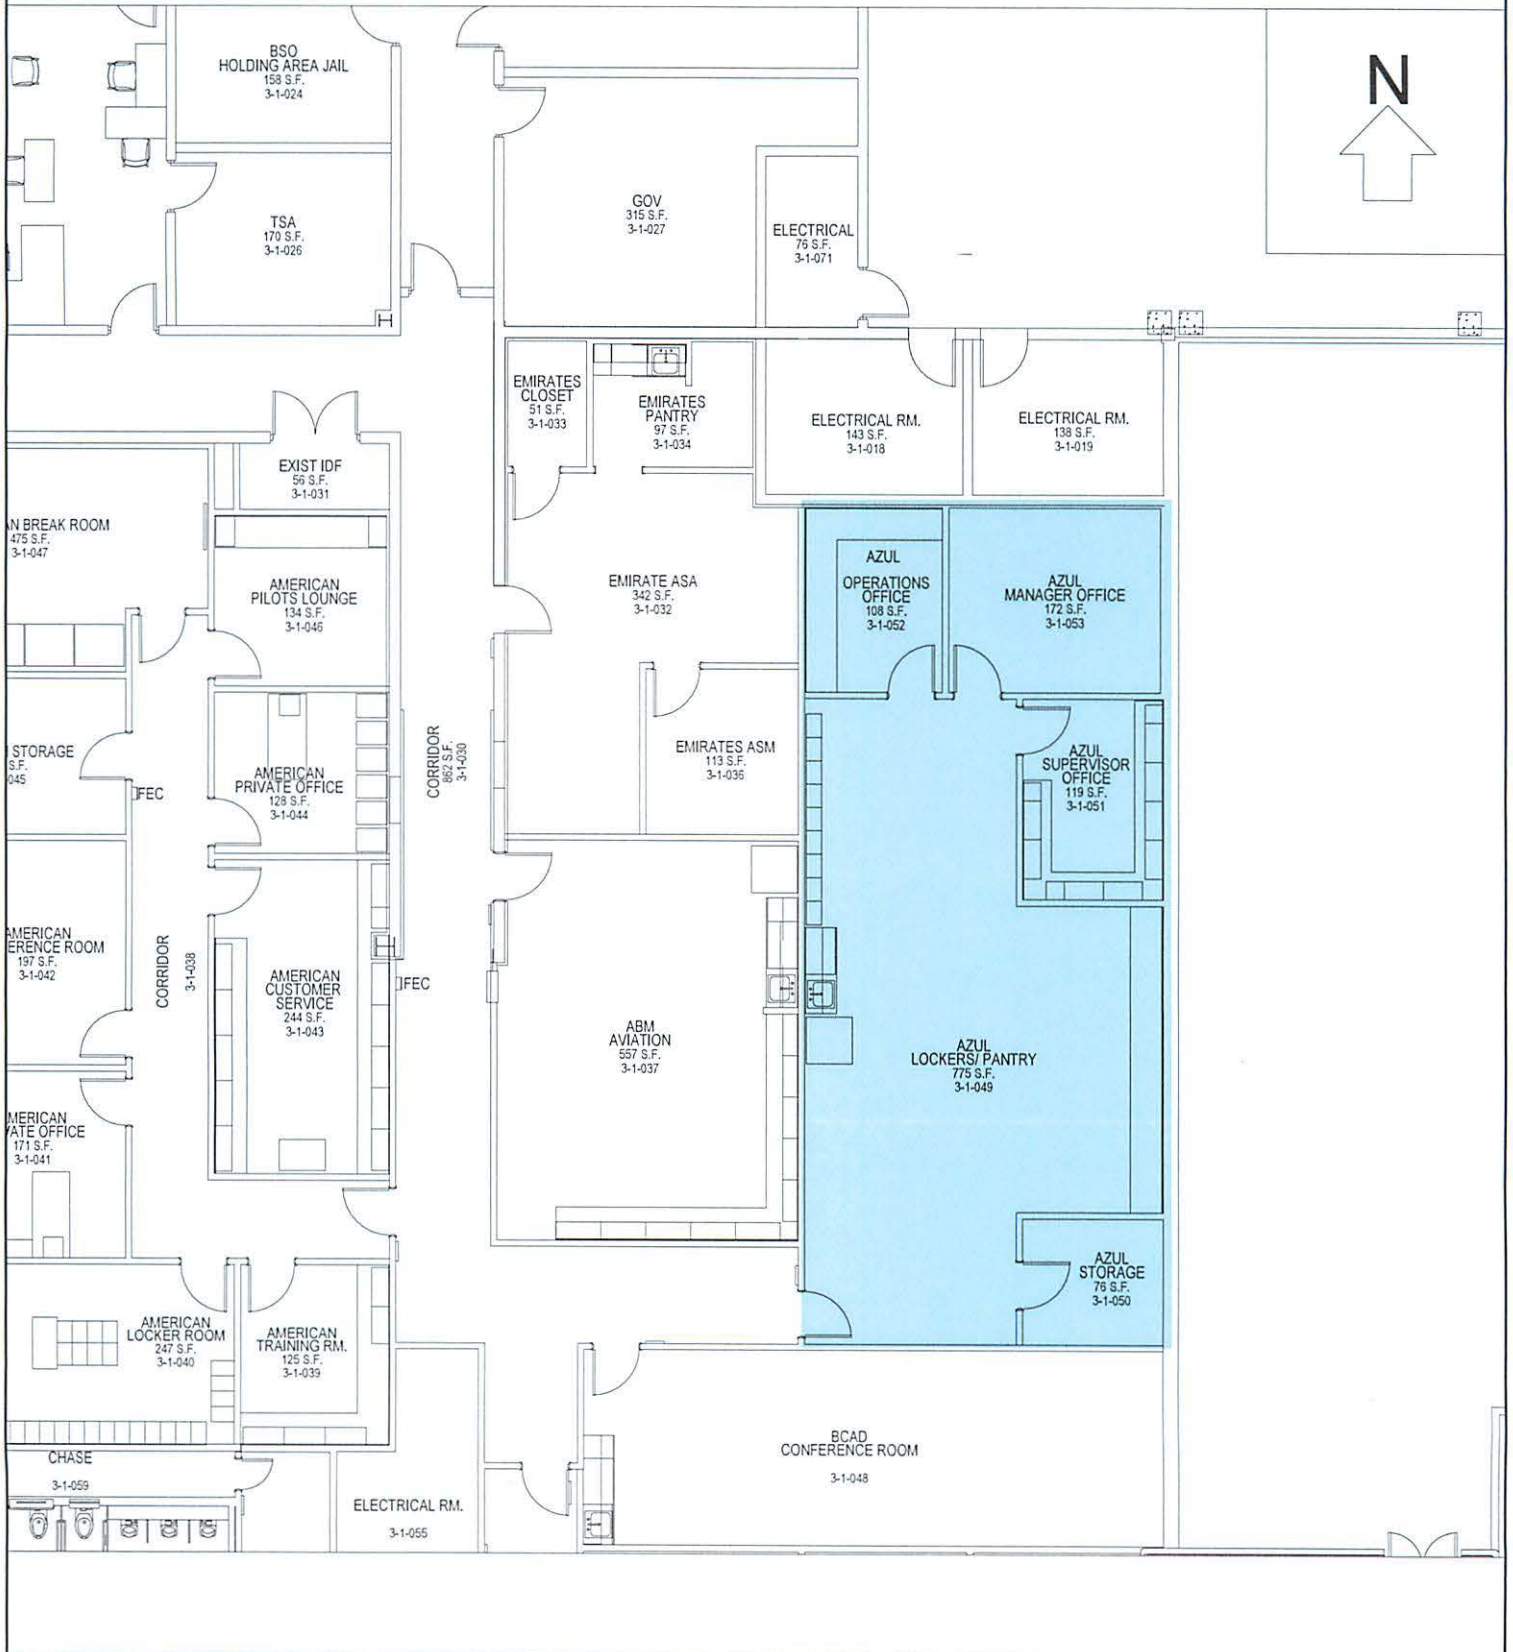 BSO
HOLDING AREA JAIL
158 S.F.
3-1-024
N
TSA
170 S.F.
3-1-026
GOV
315 S.F.
3-1-027
ELECTRICAL
76 S.F.
3-1-071
EMIRATES
CLOSET
51 S.F.
3-1-033
EMIRATES
PANTRY
97 S.F.
3-1-034
ELECTRICAL RM.
143 S.F.
3-1-018
ELECTRICAL RM.
138 S.F.
3-1-019
EXIST IDF
56 S.F.
3-1-031
AN BREAK ROOM
475 S.F.
3-1-047
AMERICAN
PILOTS LOUNGE
134 S.F.
3-1-046
EMIRATE ASA
342 S.F.
3-1-032
AZUL
OPERATIONS
OFFICE
108 S.F.
3-1-052
AZUL
MANAGER OFFICE
172 S.F.
3-1-053
STORAGE
S.F.
045
FEC
AMERICAN
PRIVATE OFFICE
128 S.F.
3-1-044
CORRIDOR
862 S.F.
3-1-030
EMIRATES ASM
113 S.F.
3-1-036
AZUL
SUPERVISOR
OFFICE
119 S.F.
3-1-051
AMERICAN
ERENCE ROOM
197 S.F.
3-1-042
CORRIDOR
3-1-038
AMERICAN
CUSTOMER
SERVICE
244 S.F.
3-1-043
FEC
ABM
AVIATION
557 S.F.
3-1-037
AZUL
LOCKERS/ PANTRY
775 S.F.
3-1-049
MERICAN
VATE OFFICE
171 S.F.
3-1-041
AZUL
STORAGE
76 S.F.
3-1-050
AMERICAN
LOCKER ROOM
247 S.F.
3-1-040
AMERICAN
TRAINING RM.
125 S.F.
3-1-039
BCAD
CONFERENCE ROOM
3-1-048
CHASE
3-1-059
ELECTRICAL RM.
3-1-055